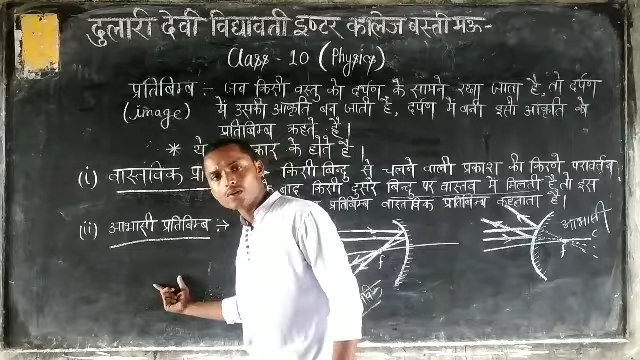 दुलारी देवी विद्यावती इण्टर कालेज बस्ती मऊ -
Class - 10 (Physics)
प्रतिबिम्ब :- जब किसी वस्तु को दर्पण के सामने रखा जाता है, तो दर्पण
(image) में उसकी आकृति बन जाती है, दर्पण में बनी इसी आकृति को
प्रतिबिम्ब कहते है।
* ये कार के होते है।
(i) वास्तविक प्र किसी बिन्दु से चलने वाली प्रकाश की किरणे परावर्तन
के बाद किसी दूसरे बिन्दु पर वास्तव में मिलती है, तो इस
प्रतिबिम्ब वास्तविक प्रतिबिम्ब कहलाता है।
(ii) आभासी प्रतिबिम्ब :-
आभासी
f
f
c